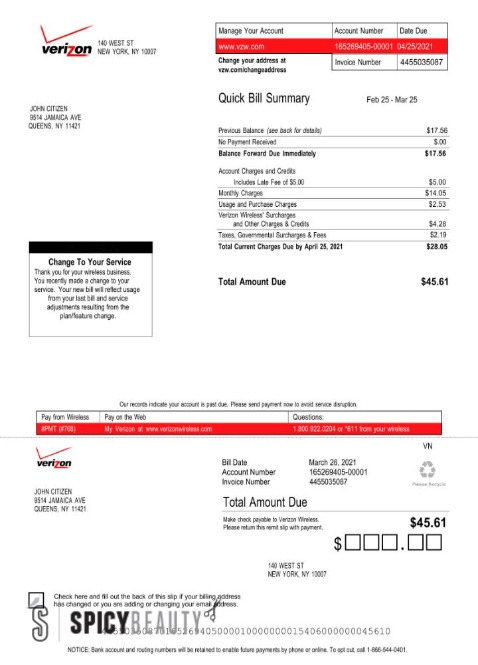 verizon
140 WEST ST
NEW YORK, NY 10007
Manage Your Account Account Number Date Due
www.vzw.com 165269405-00001 04/25/2021
Change your address at
vzw.com/changeaddress
Invoice Number 4455035087
JOHN CITIZEN
9514 JAMAICA AVE
QUEENS, NY 11421
Quick Bill Summary Feb 25 - Mar 25
Previous Balance (see back for details) $17.56
No Payment Received $.00
Balance Forward Due Immediately $17.56
Account Charges and Credits
Includes Late Fee of $5.00 $5.00
Monthly Charges $14.05
Usage and Purchase Charges $2.53
Verizon Wireless' Surcharges
and Other Charges & Credits $4.28
Taxes, Governmental Surcharges & Fees $2.19
Total Current Charges Due by April 25, 2021 $28.05
Total Amount Due $45.61
Change To Your Service
Thank you for your wireless business.
You recently made a change to your
service. Your new bill will reflect usage
from your last bill and service
adjustments resulting from the
plan/feature change.
Our records indicate your account is past due. Please send payment now to avoid service disruption.
Pay from Wireless Pay on the Web Questions:
#PMT (#768) My Verizon at www.verizonwireless.com 1.800.922.0204 or *611 from your wireless
VN
verizon
Bill Date March 26, 2021
Account Number 165269405-00001
Invoice Number 4455035087
Please Recycle
JOHN CITIZEN
9514 JAMAICA AVE
QUEENS, NY 11421
Total Amount Due
Make check payable to Verizon Wireless.
Please return this remit slip with payment.
$45.61
$ .
140 WEST ST
NEW YORK, NY 10007
Check here and fill out the back of this slip if your billing address
has changed or you are adding or changing your email address.
S SPICYBEAUTY
NOTICE: Bank account and routing numbers will be retained to enable future payments by phone or online. To opt out, call 1-866-544-0401.